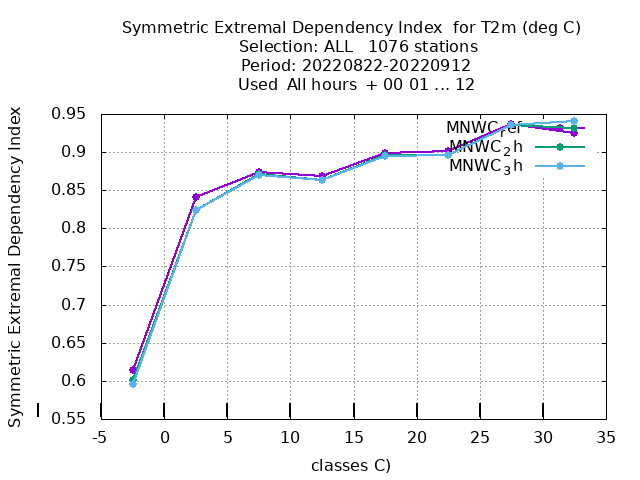 Symmetric Extremal Dependency Index for T2m (deg C)
Selection: ALL 1076 stations
Period: 20220822-20220912
Used All hours + 00 01 ... 12
Symmetric Extremal Dependency Index
0.95
0.9
0.85
0.8
0.75
0.7
0.65
0.6
0.55
-5 0 5 10 15 20 25 30 35
classes C)
MNWC_ref
MNWC_2h
MNWC_3h